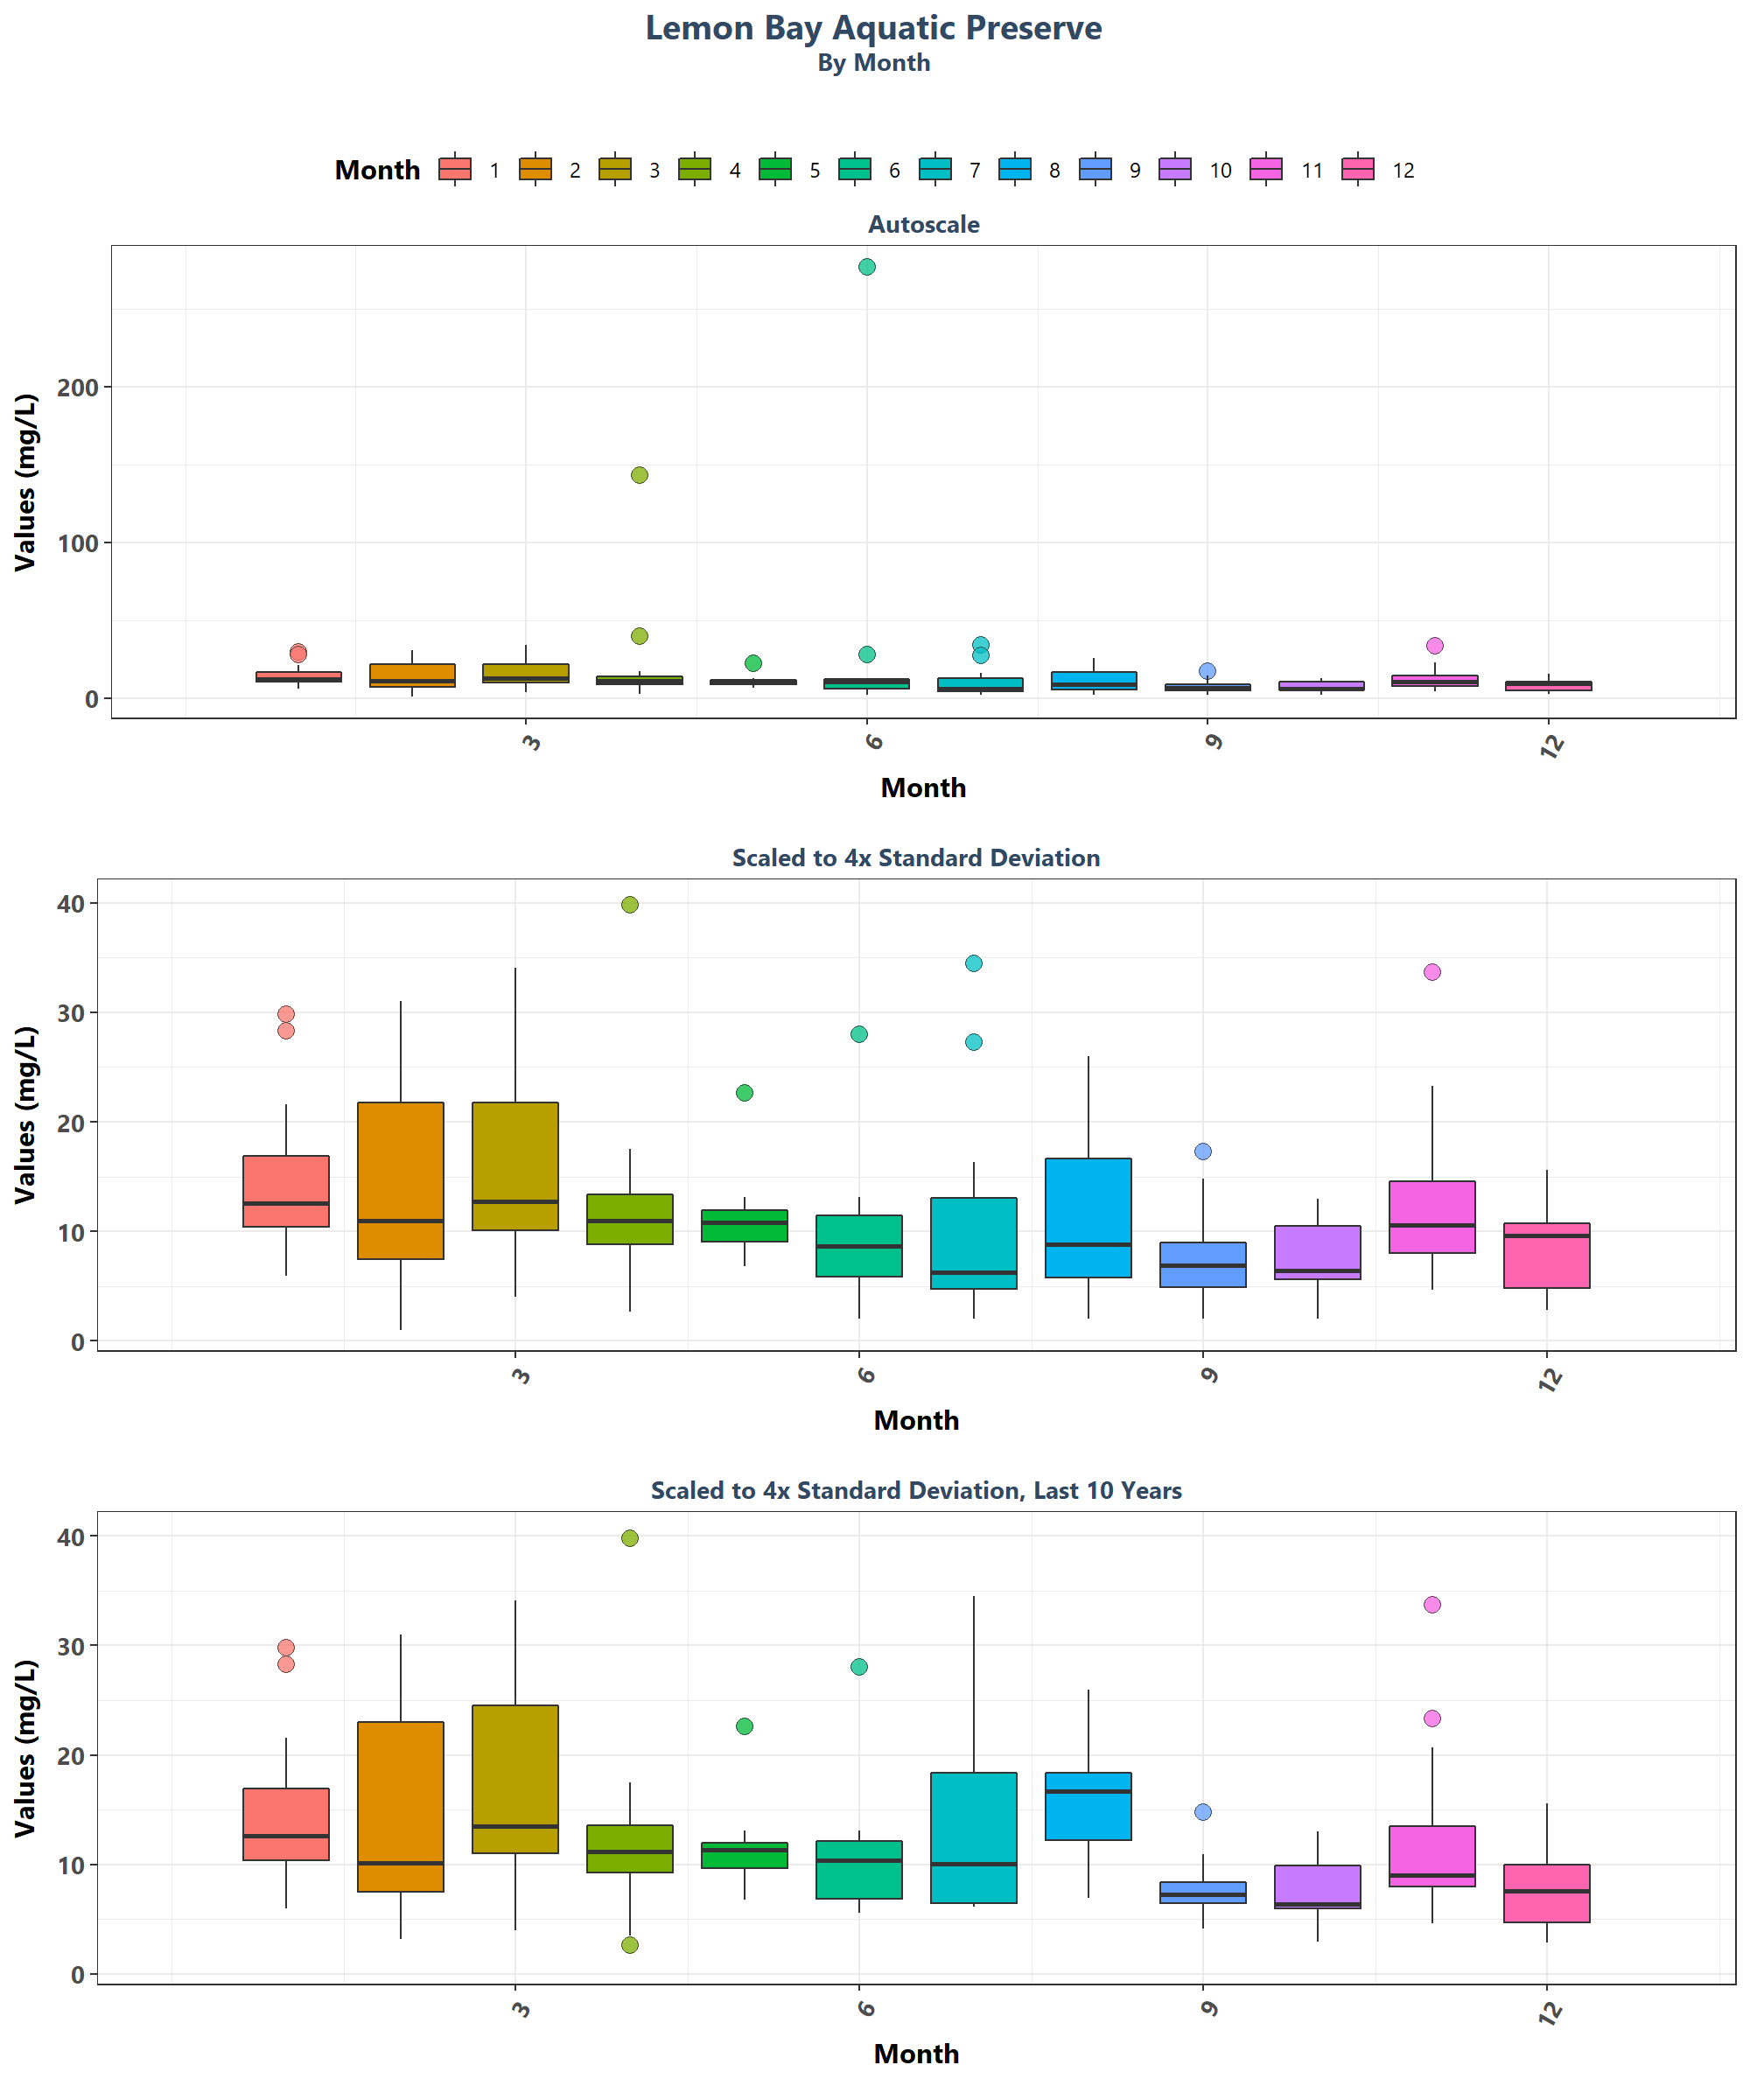 Lemon Bay Aquatic Preserve
By Month
Month 1 2 3 4 5 6 7 8 9 10 11 12
Autoscale
Values (mg/L)
200
100
0
3 6 9 12
Month
Scaled to 4x Standard Deviation
Values (mg/L)
40
30
20
10
0
3 6 9 12
Month
Scaled to 4x Standard Deviation, Last 10 Years
Values (mg/L)
40
30
20
10
0
3 6 9 12
Month